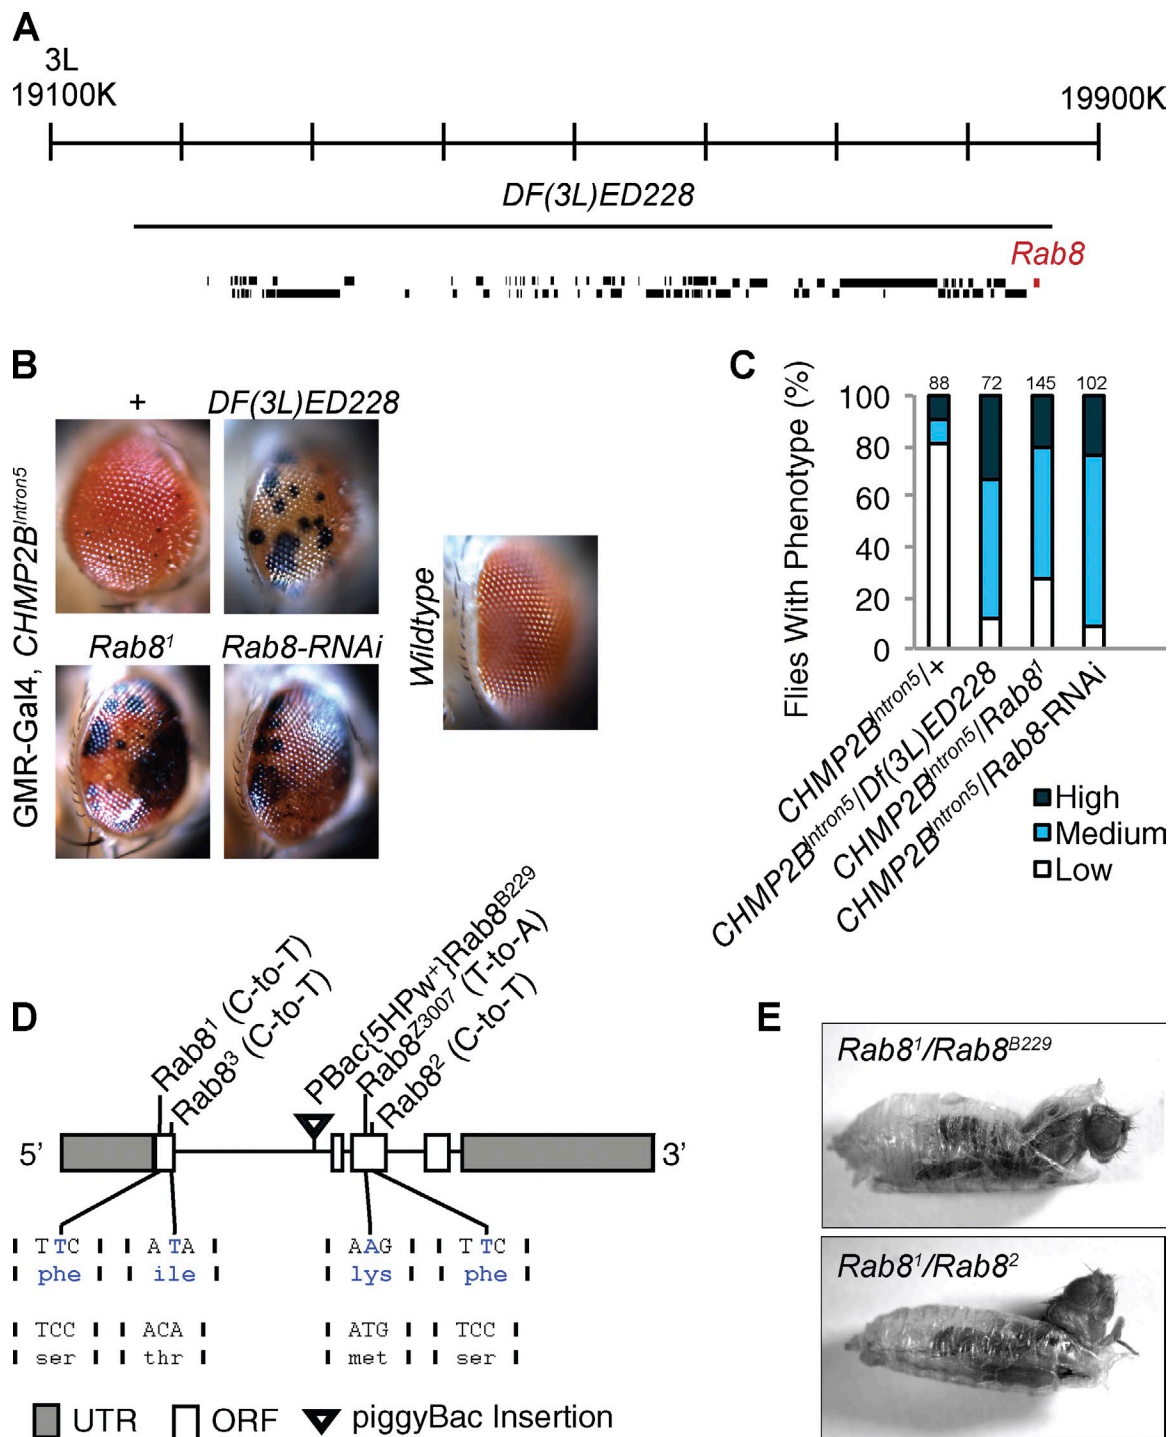 A
3L
19100K
19900K
DF(3L)ED228
Rab8
B
+
DF(3L)ED228
GMR-Gal4, CHMP2B^Intron5
Rab8^1
Rab8-RNAi
Wildtype
C
Flies With Phenotype (%)
88 72 145 102
100
80
60
40
20
0
CHMP2B^Intron5/+
CHMP2B^Intron5/Df(3L)ED228
CHMP2B^Intron5/Rab8^1
CHMP2B^Intron5/Rab8-RNAi
High
Medium
Low
D
Rab8^1 (C-to-T)
Rab8^3 (C-to-T)
PBac{5HPw^+}Rab8^B229
Rab8^Z3007 (T-to-A)
Rab8^2 (C-to-T)
5’
3’
TTC ATA AAG TTC
phe ile lys phe
TCC ACA ATG TCC
ser thr met ser
UTR ORF piggyBac Insertion
E
Rab8^1/Rab8^B229
Rab8^1/Rab8^2